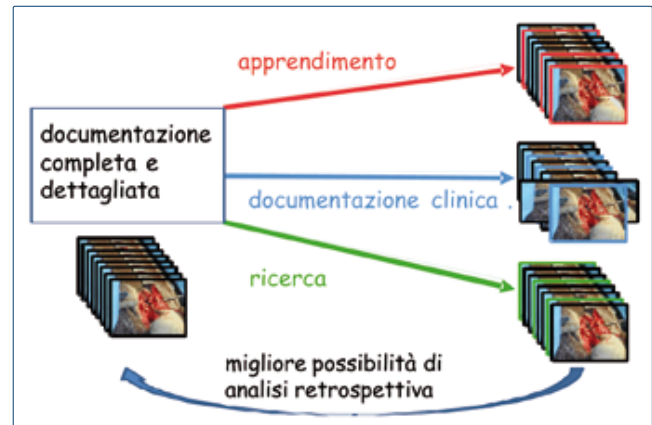 apprendimento
documentazione
completa e
dettagliata
documentazione clinica .
ricerca
migliore possibilità di
analisi retrospettiva